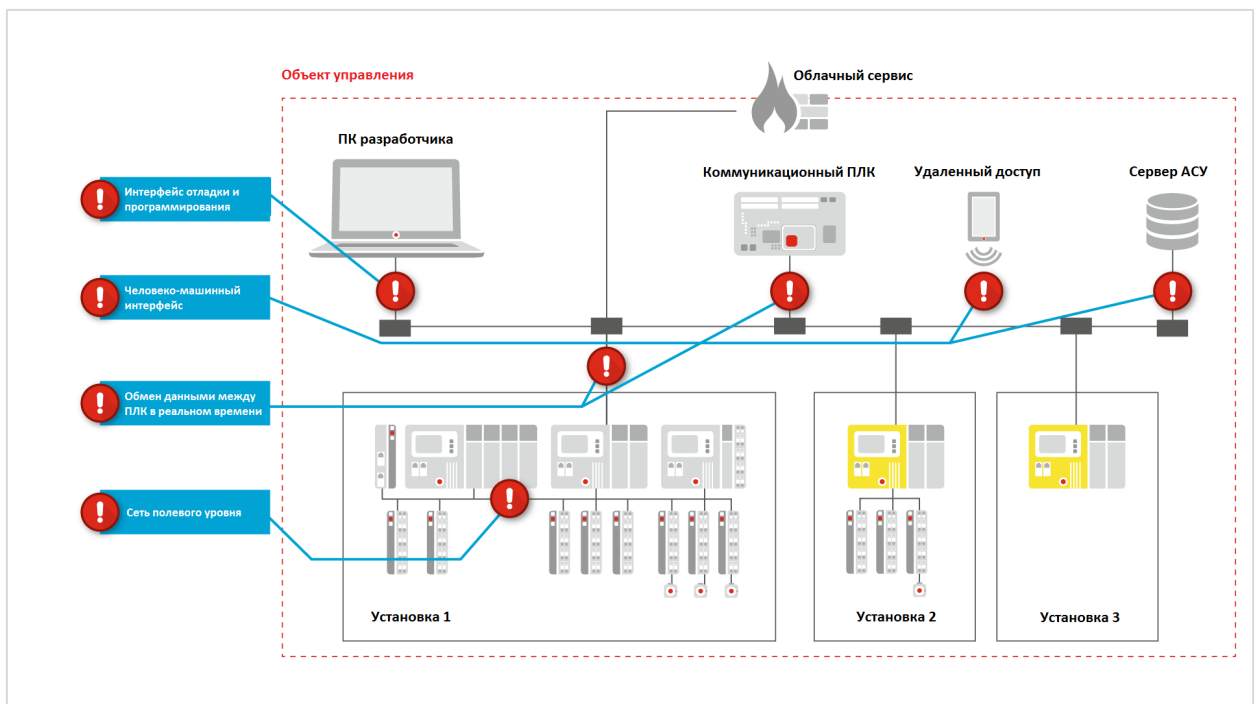 Объект управления
Облачный сервис
ПК разработчика
Коммуникационный ПЛК
Удаленный доступ
Сервер АСУ
Интерфейс отладки и
программирования
Человеко-машинный
интерфейс
Обмен данными между
ПЛК в реальном времени
Сеть полевого уровня
Установка 1
Установка 2
Установка 3